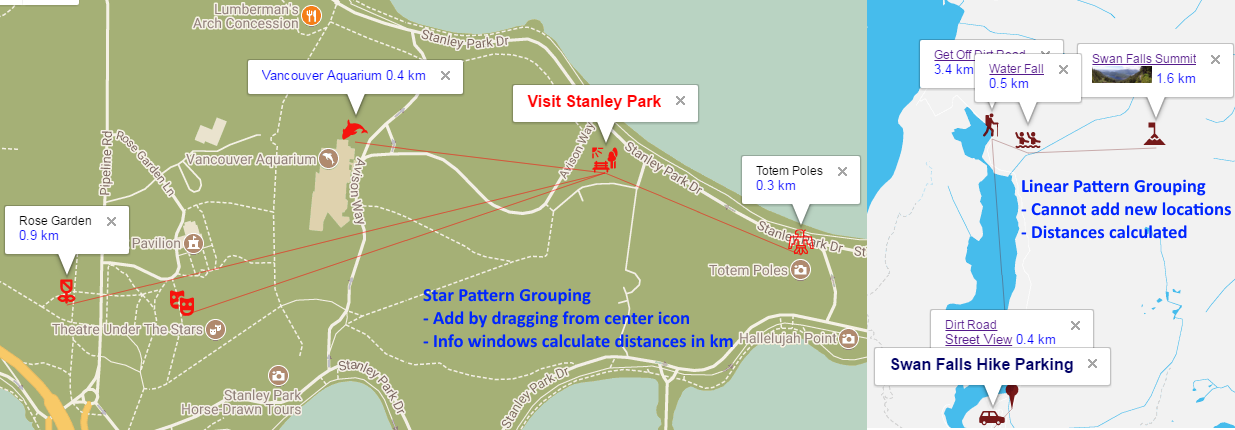 Lumberman's
Arch Concession
Stanley Park Dr
Vancouver Aquarium 0.4 km
Visit Stanley Park
Pipeline Rd
Rose Garden Ln
Vancouver Aquarium
Avison Way
Avison Way
Stanley Park Dr
Totem Poles
0.3 km
Rose Garden
0.9 km
Pavilion
Stanley Park Dr
St
Totem Poles
Theatre Under The Stars
Star Pattern Grouping
- Add by dragging from center icon
- Info windows calculate distances in km
Hallelujah Point
Stanley Park Dr
Stanley Park Dr
Stanley Park
Horse-Drawn Tours
Get Off Dirt Road
3.4 km
Water Fall
0.5 km
Swan Falls Summit
1.6 km
Linear Pattern Grouping
- Cannot add new locations
- Distances calculated
Dirt Road
Street View 0.4 km
Swan Falls Hike Parking